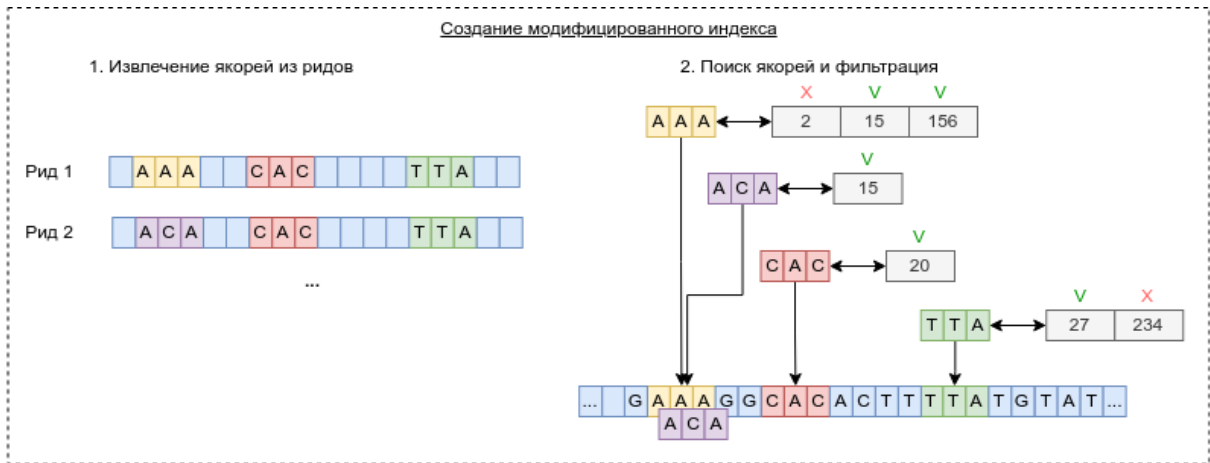 Создание модифицированного индекса
1. Извлечение якорей из ридов
2. Поиск якорей и фильтрация
X V V
A A A 2 15 156
Рид 1 A A A C A C T T A
V
A C A 15
Рид 2 A C A C A C T T A
...
V
C A C 20
V X
T T A 27 234
... G A A A G G C A C A C T T T T A T G T A T ...
A C A